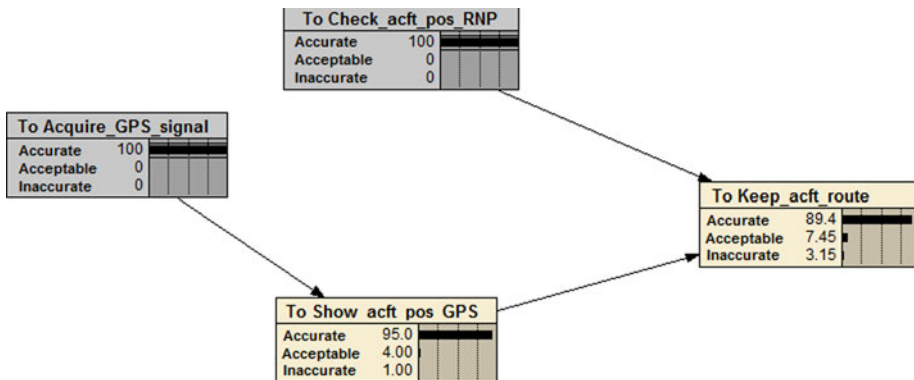 To Check_acft_pos_RNP
Accurate 100
Acceptable 0
Inaccurate 0
To Acquire_GPS_signal
Accurate 100
Acceptable 0
Inaccurate 0
To Keep_acft_route
Accurate 89.4
Acceptable 7.45
Inaccurate 3.15
To Show_acft_pos_GPS
Accurate 95.0
Acceptable 4.00
Inaccurate 1.00